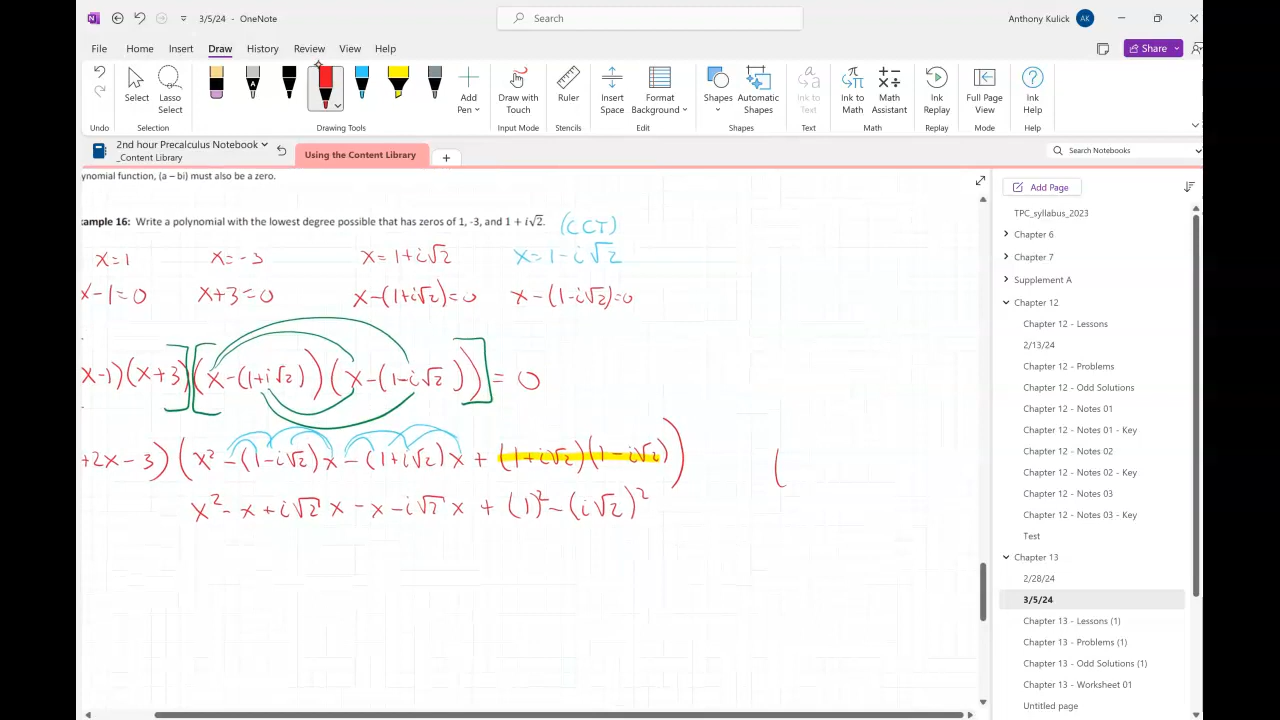 3/5/24 - OneNote
Search
Anthony Kulick
AK
File Home Insert Draw History Review View Help
Share
Select
Lasso Select
Add Pen
Draw with Touch
Ruler
Insert Space
Format Background
Shapes
Automatic Shapes
Ink to Text
Ink to Math
Math Assistant
Ink Replay
Full Page View
Ink Help
Undo Selection Drawing Tools Input Mode Stencils Edit Shapes Text Math Replay Mode Help
2nd hour Precalculus Notebook
_Content Library
Using the Content Library
+
Search Notebooks
ynomial function, (a – bi) must also be a zero.
ample 16: Write a polynomial with the lowest degree possible that has zeros of 1, -3, and 1 + i√2. (CCT)
x=1 x=-3 x=1+i√2 x=1-i√2
x-1=0 x+3=0 x-(1+i√2)=0 x-(1-i√2)=0
x-1)(x+3)][(x-(1+i√2))(x-(1-i√2))] = 0
+2x-3)(x²-(1-i√2)x-(1+i√2)x+(1+i√2)(1-i√2)) (
x²-x+i√2x-x-i√2x+(1)²-(i√2)²
Add Page
TPC_syllabus_2023
Chapter 6
Chapter 7
Supplement A
Chapter 12
Chapter 12 - Lessons
2/13/24
Chapter 12 - Problems
Chapter 12 - Odd Solutions
Chapter 12 - Notes 01
Chapter 12 - Notes 01 - Key
Chapter 12 - Notes 02
Chapter 12 - Notes 02 - Key
Chapter 12 - Notes 03
Chapter 12 - Notes 03 - Key
Test
Chapter 13
2/28/24
3/5/24
Chapter 13 - Lessons (1)
Chapter 13 - Problems (1)
Chapter 13 - Odd Solutions (1)
Chapter 13 - Worksheet 01
Untitled page